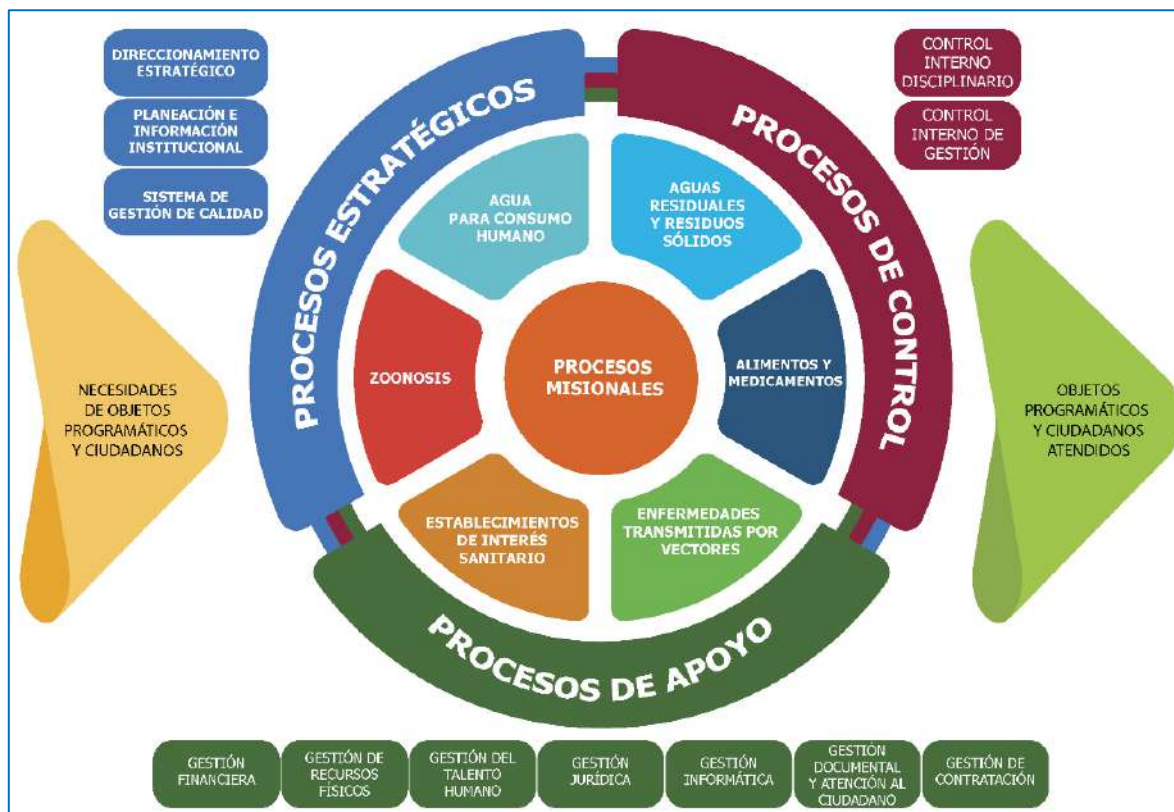 DIRECCIONAMIENTO
ESTRATÉGICO
PLANEACIÓN E
INFORMACIÓN
INSTITUCIONAL
SISTEMA DE
GESTIÓN DE CALIDAD
CONTROL
INTERNO
DISCIPLINARIO
CONTROL
INTERNO DE
GESTIÓN
PROCESOS ESTRATÉGICOS
PROCESOS DE CONTROL
AGUA
PARA CONSUMO
HUMANO
AGUAS
RESIDUALES
Y RESIDUOS
SÓLIDOS
ZOONOSIS
PROCESOS
MISIONALES
ALIMENTOS Y
MEDICAMENTOS
NECESIDADES
DE OBJETOS
PROGRAMÁTICOS
Y CIUDADANOS
OBJETOS
PROGRAMÁTICOS
Y CIUDADANOS
ATENDIDOS
ESTABLECIMIENTOS
DE INTERÉS
SANITARIO
ENFERMEDADES
TRANSMITIDAS POR
VECTORES
PROCESOS DE APOYO
GESTIÓN
FINANCIERA
GESTIÓN DE
RECURSOS
FÍSICOS
GESTIÓN DEL
TALENTO
HUMANO
GESTIÓN
JURÍDICA
GESTIÓN
INFORMÁTICA
GESTIÓN
DOCUMENTAL
Y ATENCIÓN AL
CIUDADANO
GESTIÓN DE
CONTRATACIÓN